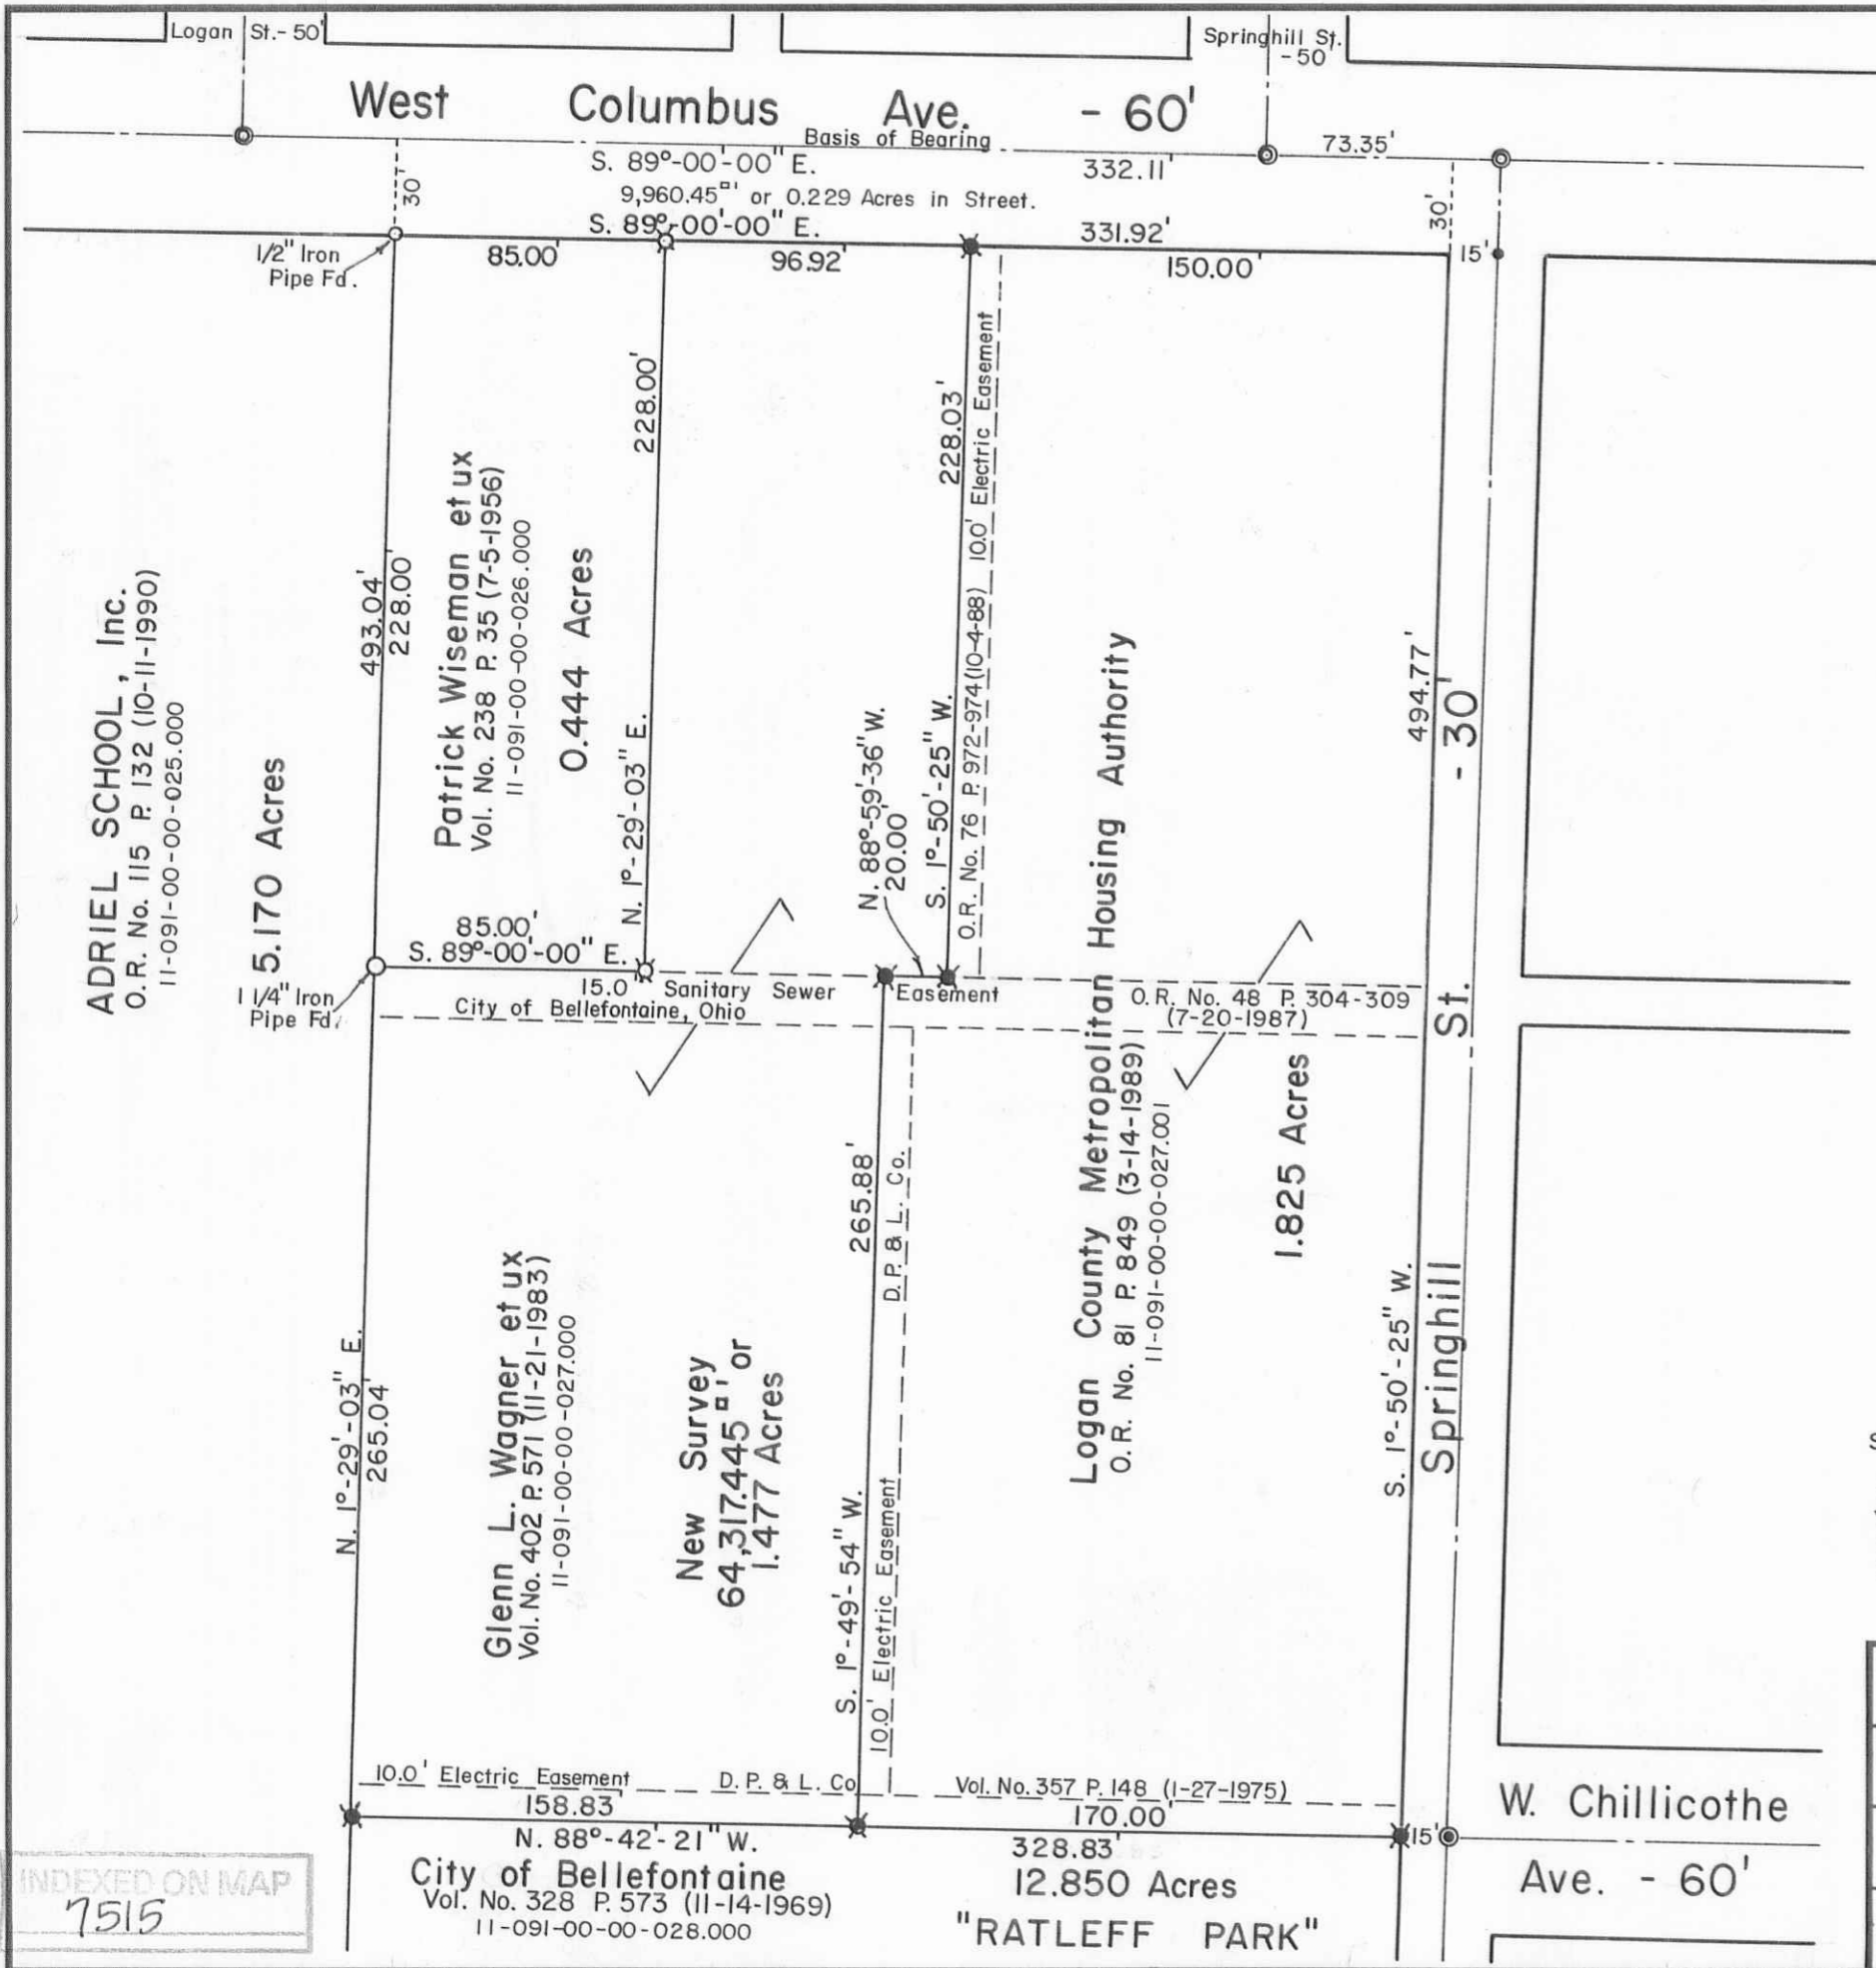 Logan St.- 50'
Springhill St. - 50'
West Columbus Ave. - 60'
Basis of Bearing
73.35'
S. 89°-00'-00" E.
332.11'
30'
30'
9,960.45□' or 0.229 Acres in Street.
S. 89°-00'-00" E.
331.92'
15'
1/2" Iron
Pipe Fd.
85.00'
96.92'
150.00'
ADRIEL SCHOOL, Inc.
O.R. No. 115 P. 132 (10-11-1990)
11-091-00-00-025.000
5.170 Acres
493.04'
228.00'
Patrick Wiseman et ux
Vol. No. 238 P. 35 (7-5-1956)
11-091-00-00-026.000
0.444 Acres
228.00'
N. 1°-29'-03" E.
N. 88°-59'-36" W.
20.00'
228.03'
S. 1°-50'-25" W.
O.R. No. 76 P. 972-974 (10-4-88) 10.0' Electric Easement
85.00'
S. 89°-00'-00" E.
1 1/4" Iron
Pipe Fd.
15.0' Sanitary Sewer Easement
City of Bellefontaine, Ohio
O.R. No. 48 P. 304-309
(7-20-1987)
Logan County Metropolitan Housing Authority
O.R. No. 81 P. 849 (3-14-1989)
11-091-00-00-027.001
1.825 Acres
494.77'
S. 1°-50'-25" W.
Springhill St. - 30'
N. 1°-29'-03" E.
265.04'
Glenn L. Wagner et ux
Vol. No. 402 P. 571 (11-21-1983)
11-091-00-00-027.000
New Survey
64,317.445□' or
1.477 Acres
265.88'
S. 1°-49'-54" W.
10.0' Electric Easement D.P. & L. Co.
10.0' Electric Easement D.P. & L. Co. Vol. No. 357 P. 148 (1-27-1975)
158.83'
170.00'
N. 88°-42'-21" W.
328.83'
15'
City of Bellefontaine
Vol. No. 328 P. 573 (11-14-1969)
11-091-00-00-028.000
12.850 Acres
"RATLEFF PARK"
W. Chillicothe
Ave. - 60'
INDEXED ON MAP
7515